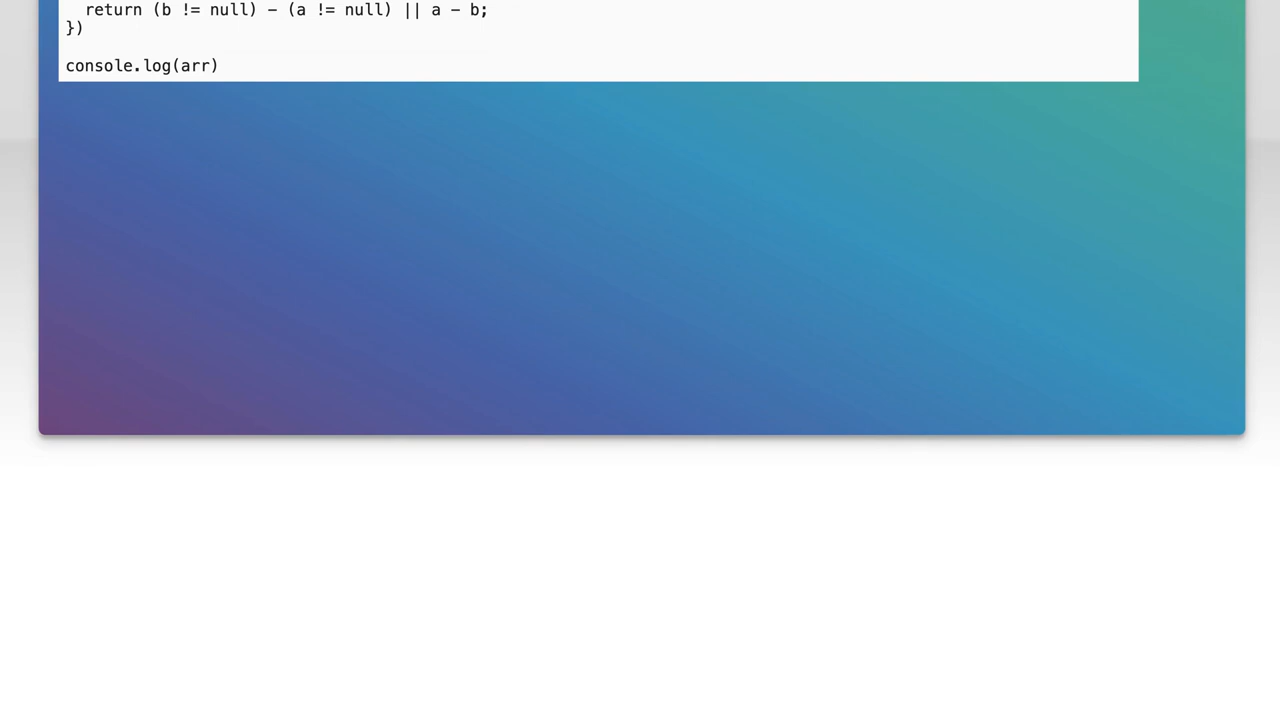 return (b != null) - (a != null) || a - b;
})
console.log(arr)